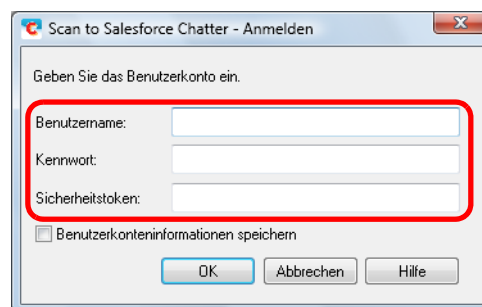 Scan to Salesforce Chatter - Anmelden
Geben Sie das Benutzerkonto ein.
Benutzername:
Kennwort:
Sicherheitstoken:
Benutzerkonteninformationen speichern
OK Abbrechen Hilfe